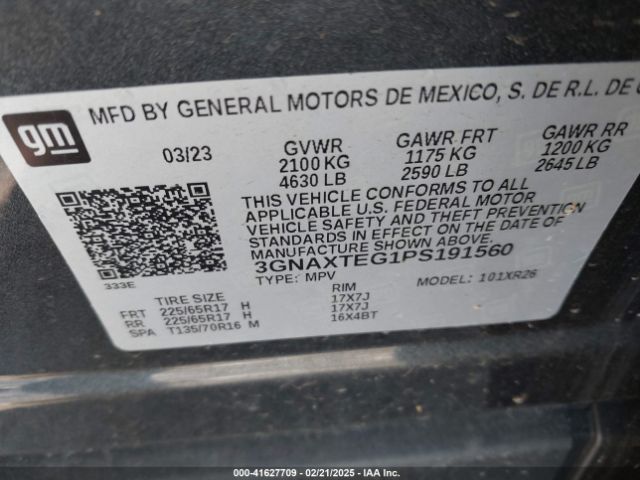 gm
MFD BY GENERAL MOTORS DE MEXICO, S. DE R.L. DE
03/23 GVWR GAWR FRT GAWR RR
2100 KG 1175 KG 1200 KG
4630 LB 2590 LB 2645 LB
THIS VEHICLE CONFORMS TO ALL
APPLICABLE U.S. FEDERAL MOTOR
VEHICLE SAFETY AND THEFT PREVENTION
STANDARDS IN EFFECT ON THE DATE OF
MANUFACTURE SHOWN ABOVE.
3GNAXTEG1PS191560
333E TYPE: MPV MODEL: 101XR26
TIRE SIZE RIM
FRT 225/65R17 H 17X7J
RR 225/65R17 H 17X7J
SPA T135/70R16 M 16X4BT
000-41627709 - 02/21/2025 - IAA Inc.